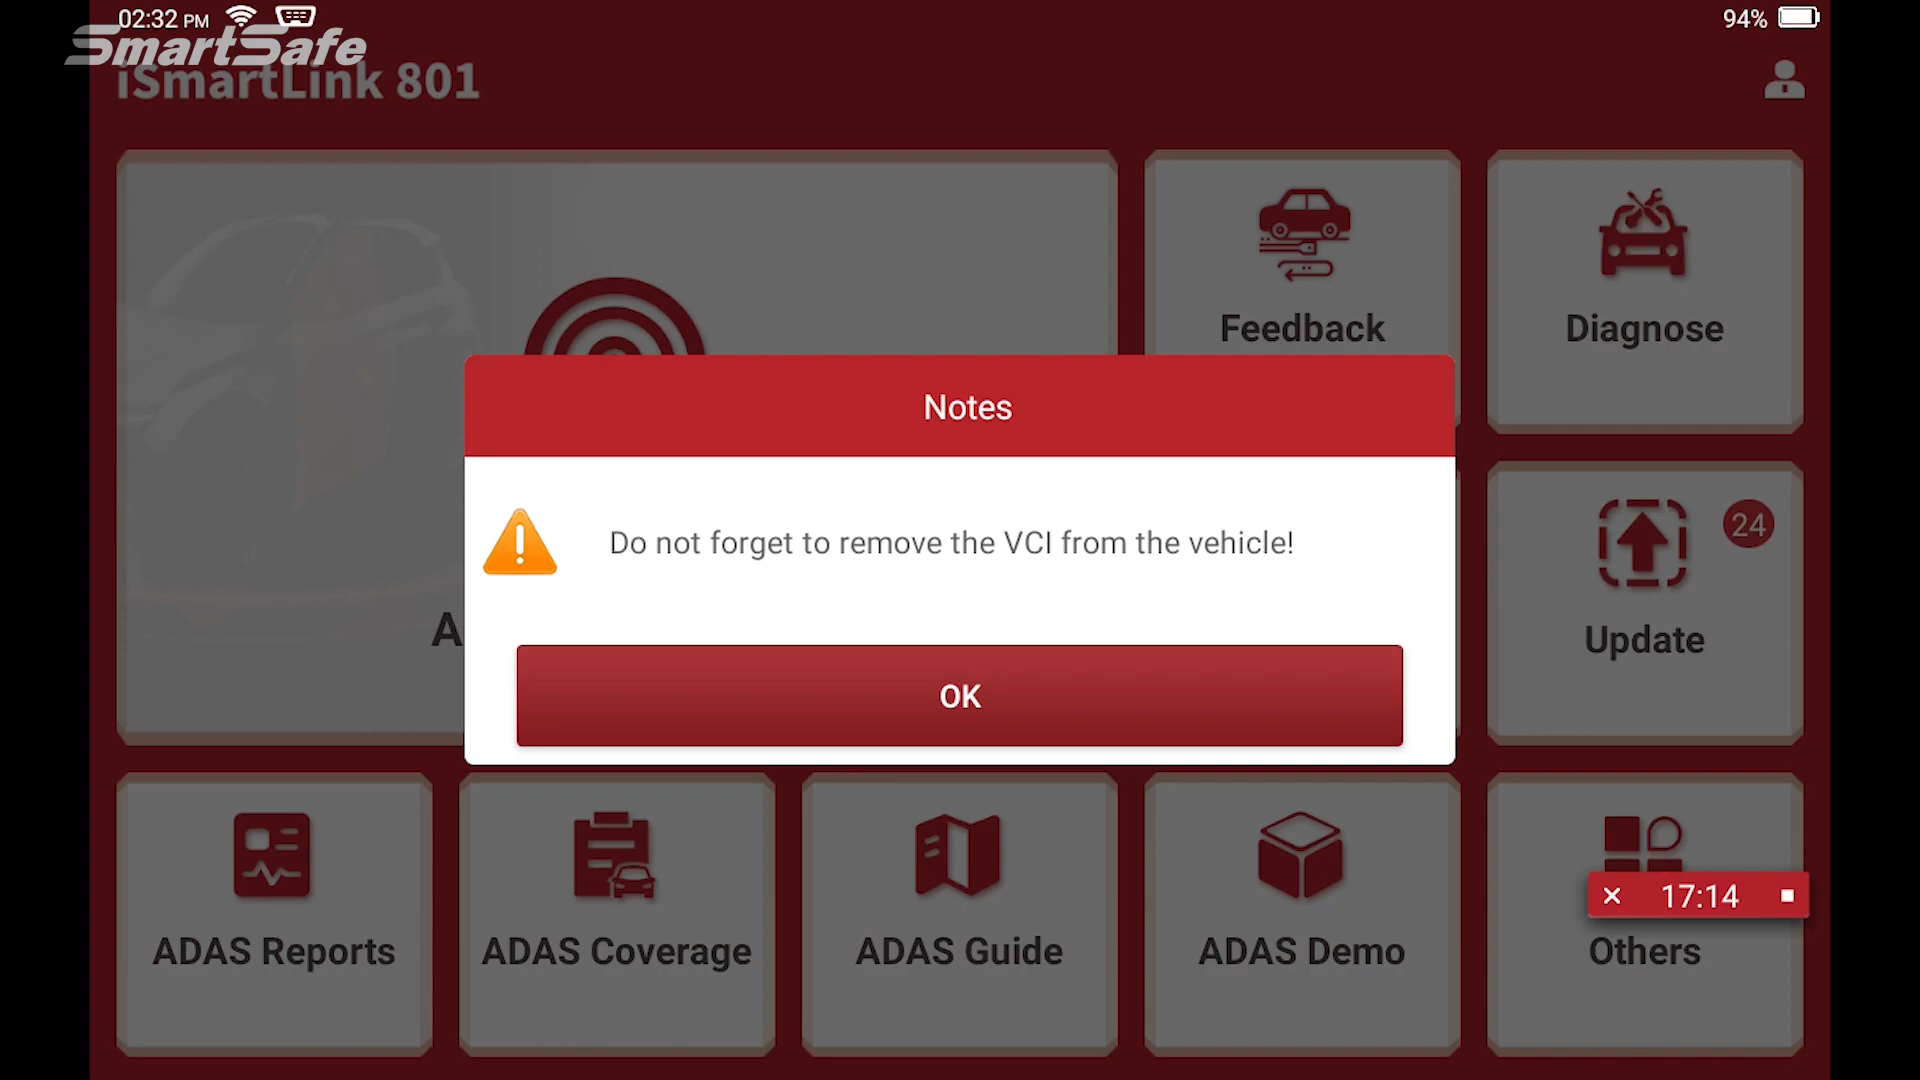 02:32 PM
94%
SmartSafe
iSmartLink 801
Feedback
Diagnose
Notes
Do not forget to remove the VCI from the vehicle!
24
A
Update
OK
17:14
ADAS Reports
ADAS Coverage
ADAS Guide
ADAS Demo
Others